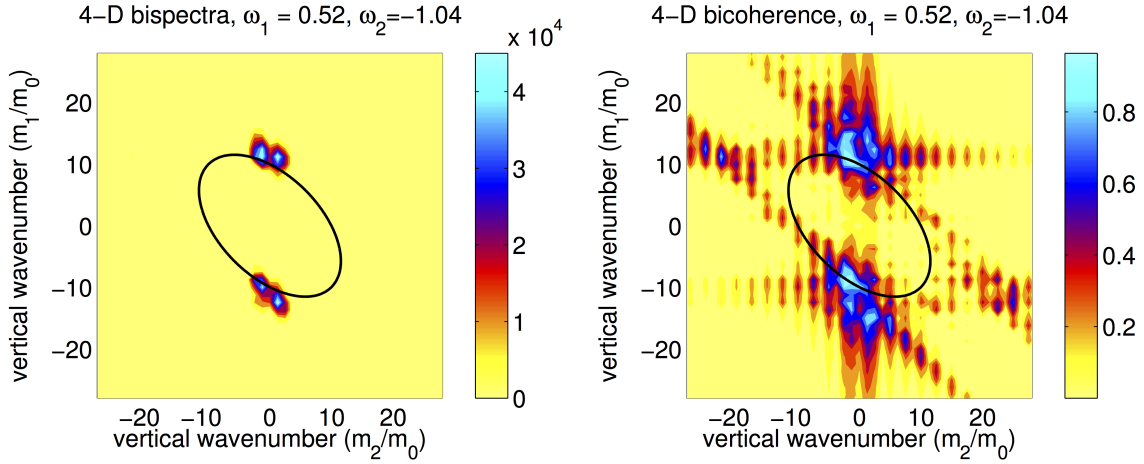 4-D bispectra, ω₁ = 0.52, ω₂=−1.04
x 10⁴
vertical wavenumber (m₁/m₀)
20
10
0
−10
−20
−20 −10 0 10 20
vertical wavenumber (m₂/m₀)
4
3
2
1
0
4-D bicoherence, ω₁ = 0.52, ω₂=−1.04
vertical wavenumber (m₁/m₀)
20
10
0
−10
−20
−20 −10 0 10 20
vertical wavenumber (m₂/m₀)
0.8
0.6
0.4
0.2